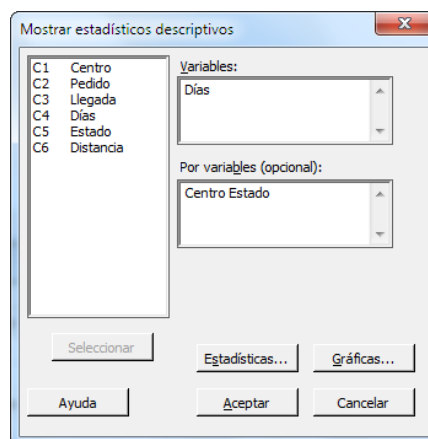 Mostrar estadísticos descriptivos
C1 Centro
C2 Pedido
C3 Llegada
C4 Días
C5 Estado
C6 Distancia
Variables:
Días
Por variables (opcional):
Centro Estado
Seleccionar
Estadísticas...
Gráficas...
Ayuda
Aceptar
Cancelar